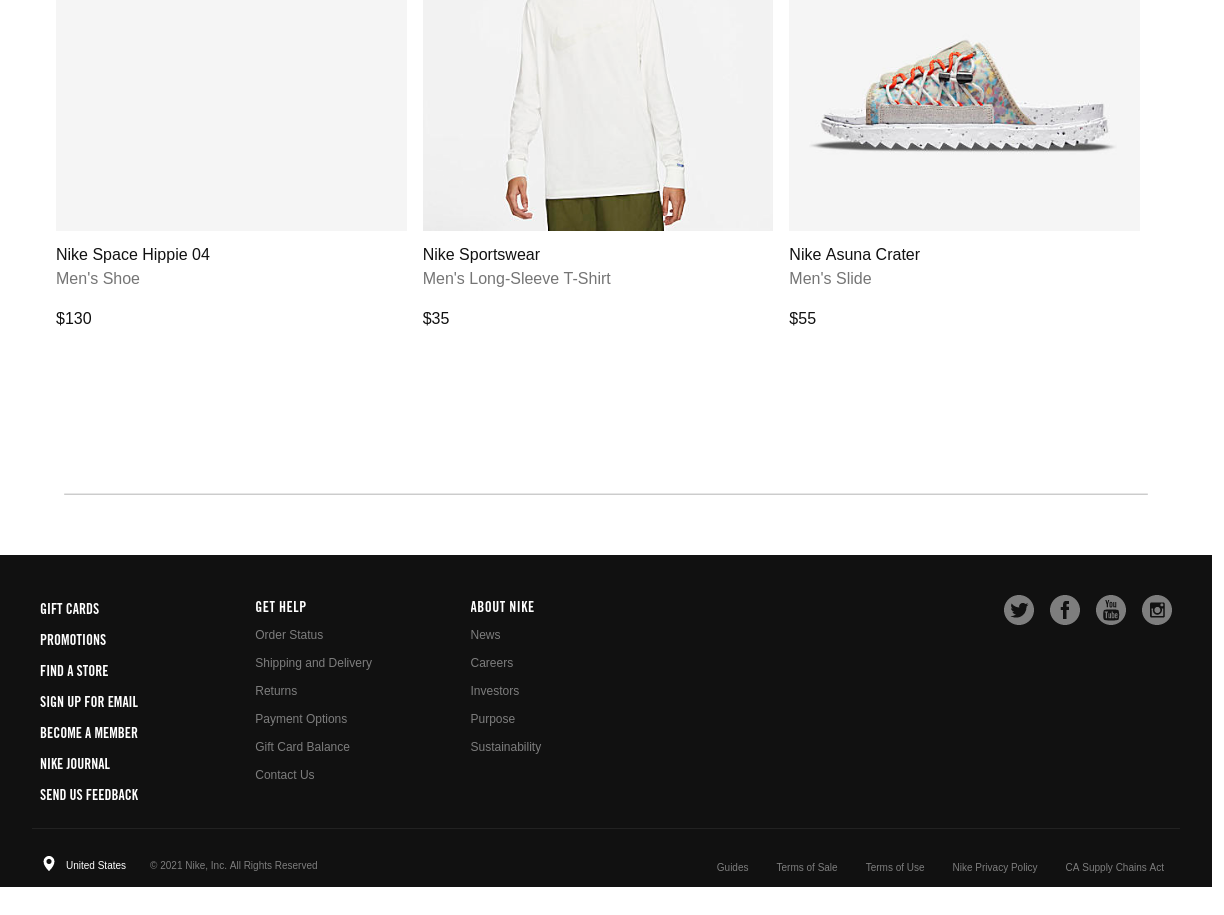 Nike Space Hippie 04
Men's Shoe
$130
Nike Sportswear
Men's Long-Sleeve T-Shirt
$35
Nike Asuna Crater
Men's Slide
$55
GIFT CARDS
PROMOTIONS
FIND A STORE
SIGN UP FOR EMAIL
BECOME A MEMBER
NIKE JOURNAL
SEND US FEEDBACK
GET HELP
Order Status
Shipping and Delivery
Returns
Payment Options
Gift Card Balance
Contact Us
ABOUT NIKE
News
Careers
Investors
Purpose
Sustainability
You
Tube
United States
© 2021 Nike, Inc. All Rights Reserved
Guides
Terms of Sale
Terms of Use
Nike Privacy Policy
CA Supply Chains Act